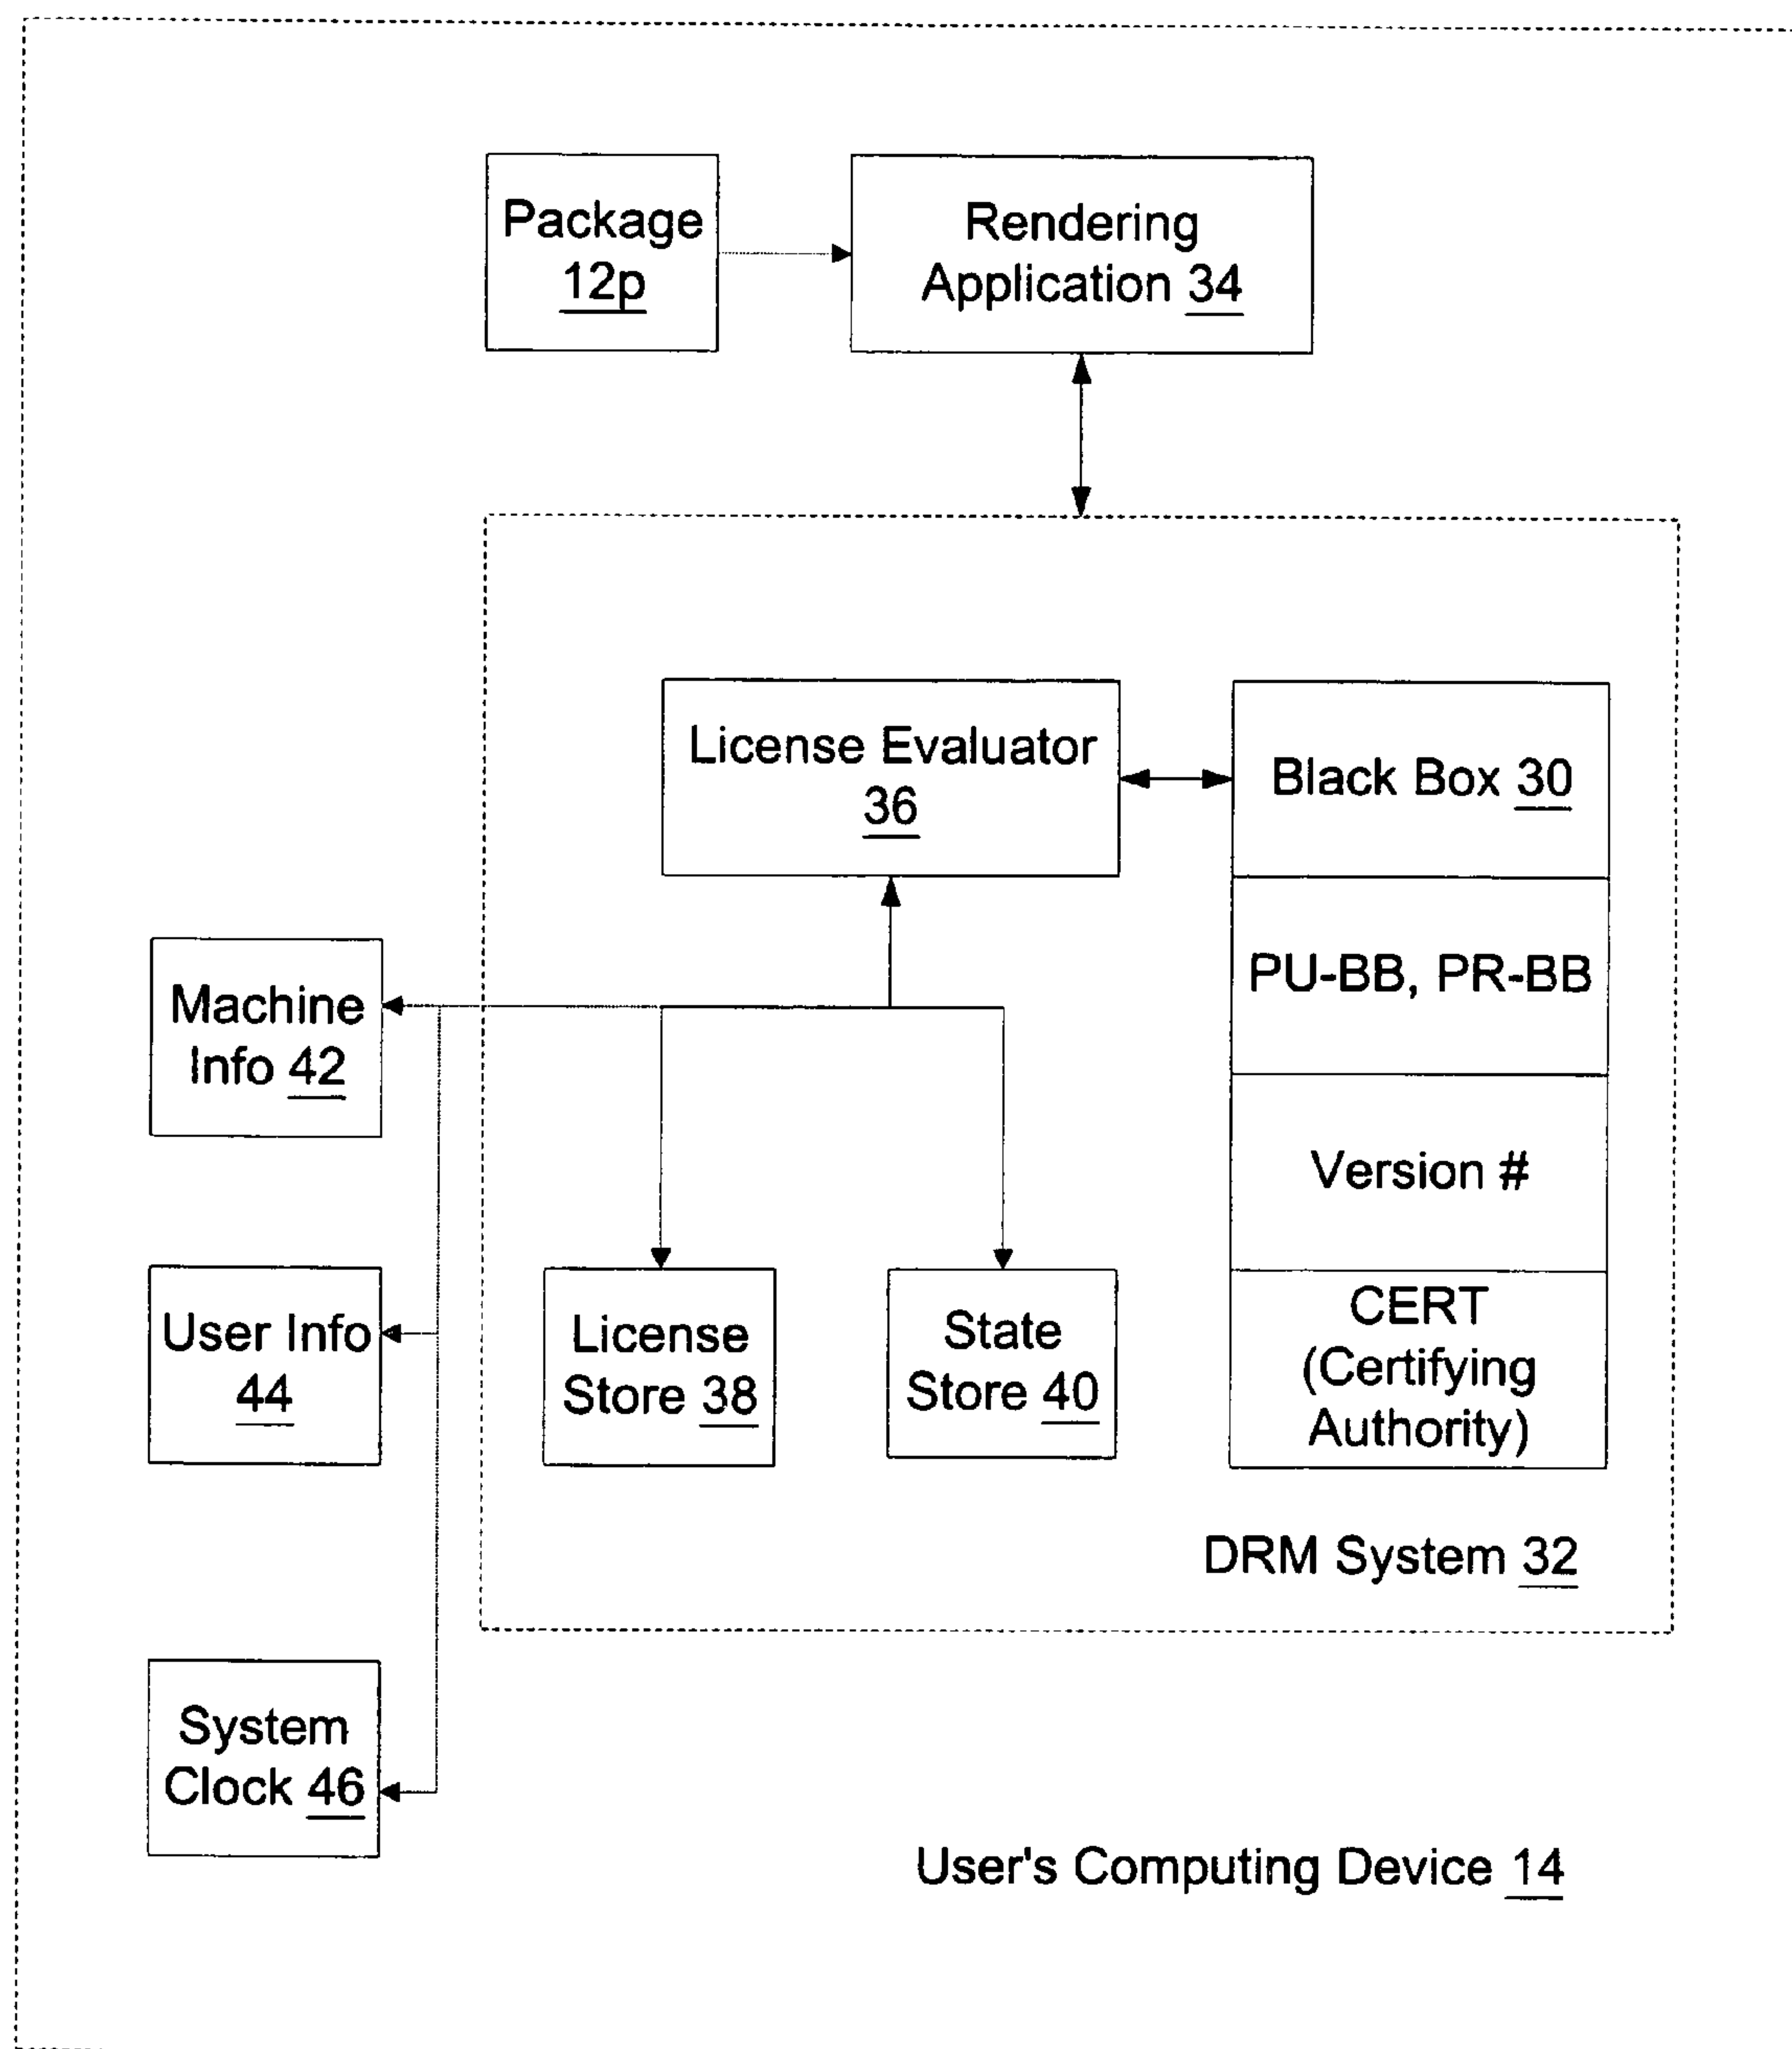 Package
12p
Rendering
Application 34
License Evaluator
36
Black Box 30
PU-BB, PR-BB
Version #
CERT
(Certifying
Authority)
Machine
Info 42
User Info
44
System
Clock 46
License
Store 38
State
Store 40
DRM System 32
User's Computing Device 14